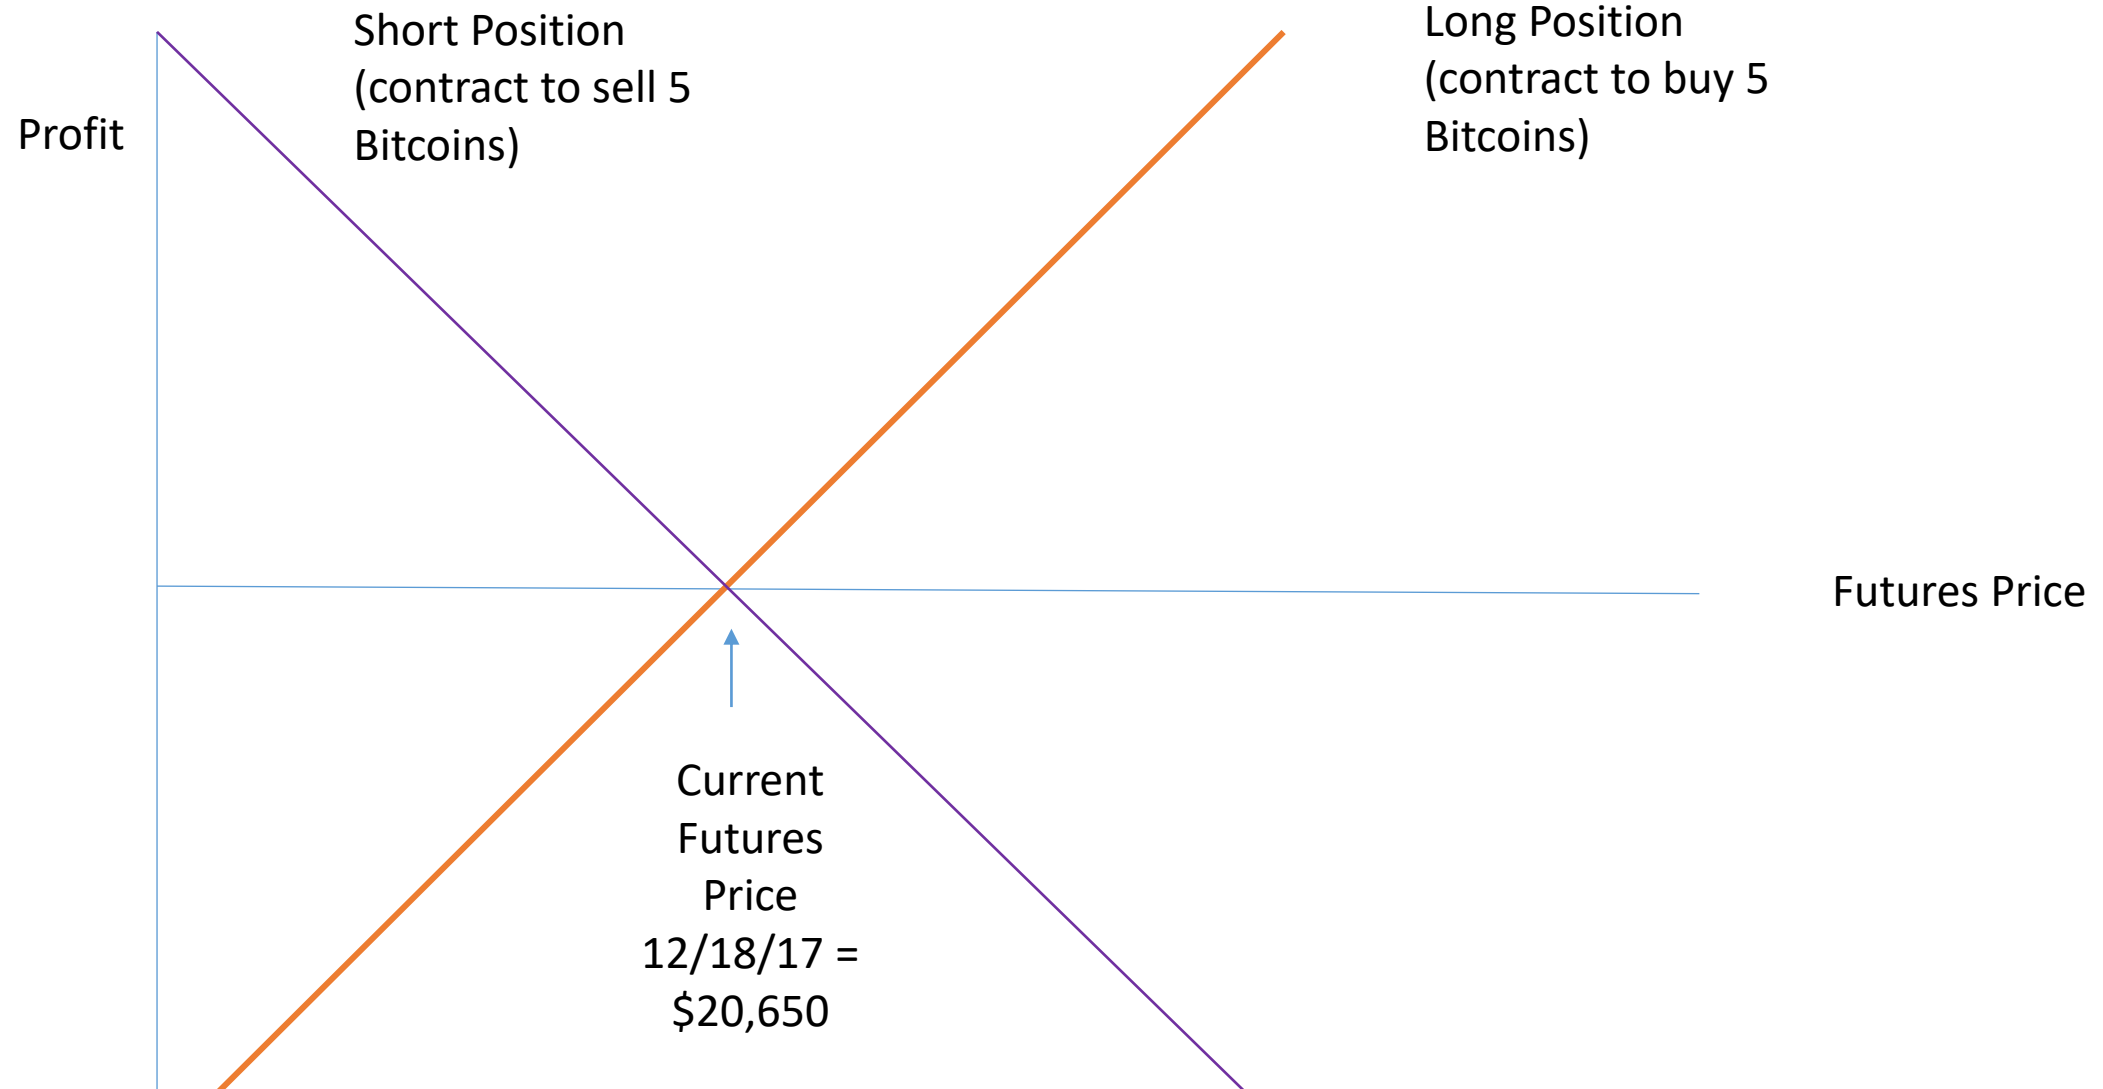 Short Position
(contract to sell 5
Bitcoins)
Long Position
(contract to buy 5
Bitcoins)
Profit
Futures Price
Current
Futures
Price
12/18/17 =
$20,650